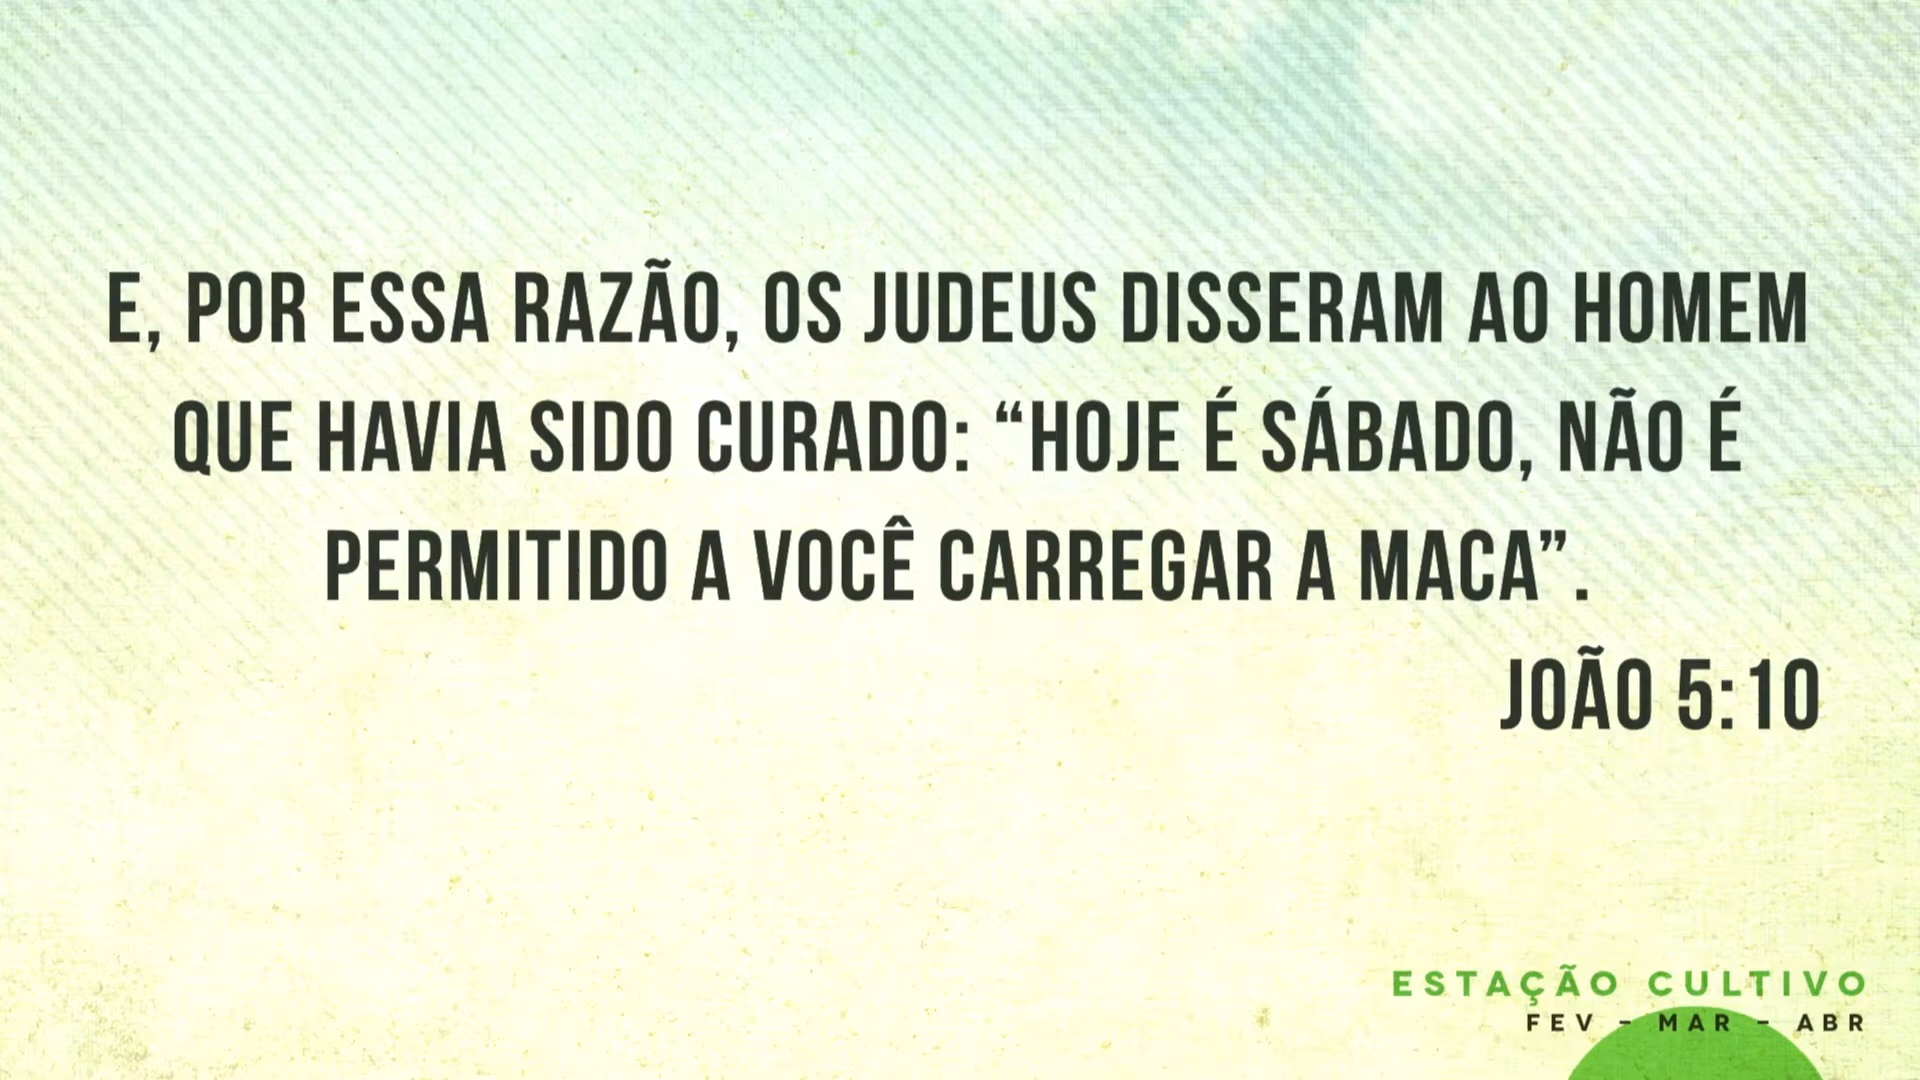 E, POR ESSA RAZÃO, OS JUDEUS DISSERAM AO HOMEM
QUE HAVIA SIDO CURADO: “HOJE É SÁBADO, NÃO É
PERMITIDO A VOCÊ CARREGAR A MACA”.
JOÃO 5:10
ESTAÇÃO CULTIVO
FEV - MAR - ABR